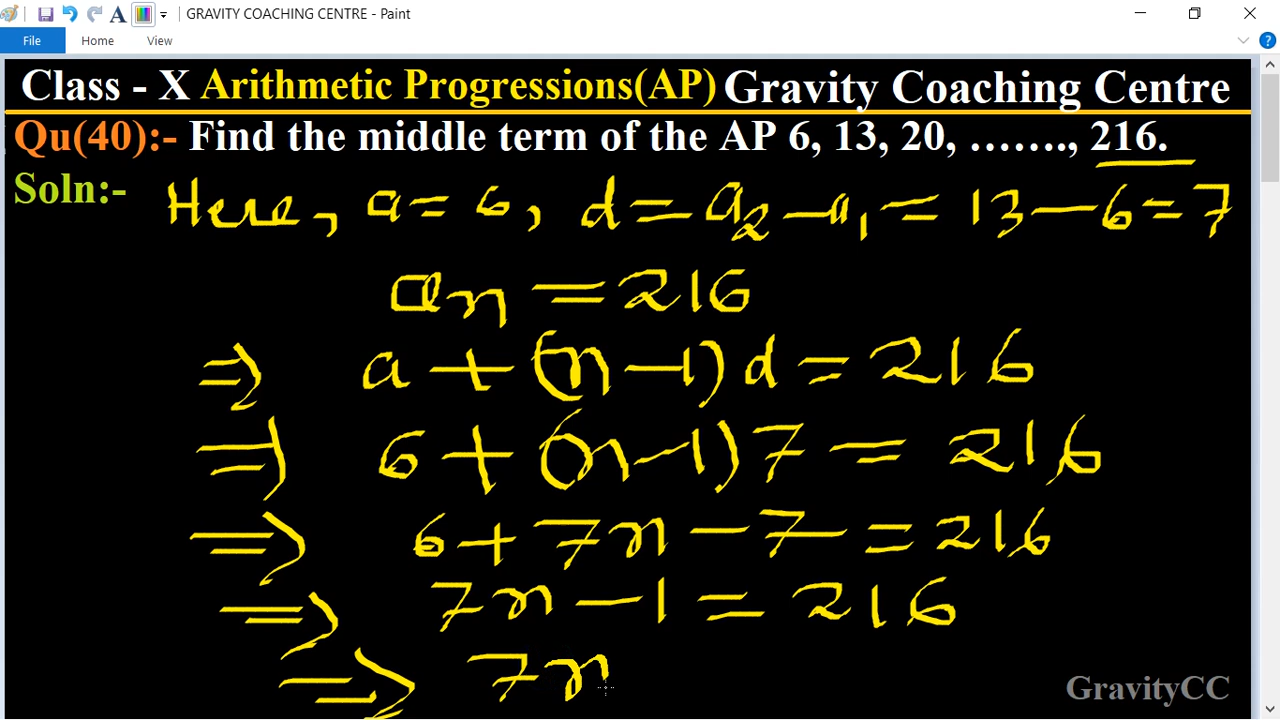 GRAVITY COACHING CENTRE - Paint
File Home View
Class - X Arithmetic Progressions(AP) Gravity Coaching Centre
Qu(40):- Find the middle term of the AP 6, 13, 20, ……., 216.
Soln:- Here, a = 6, d = a₂ - a₁ = 13 - 6 = 7
an = 216
⇒ a + (n - 1) d = 216
⇒ 6 + (n - 1) 7 = 216
⇒ 6 + 7n - 7 = 216
⇒ 7n - 1 = 216
⇒ 7n
GravityCC